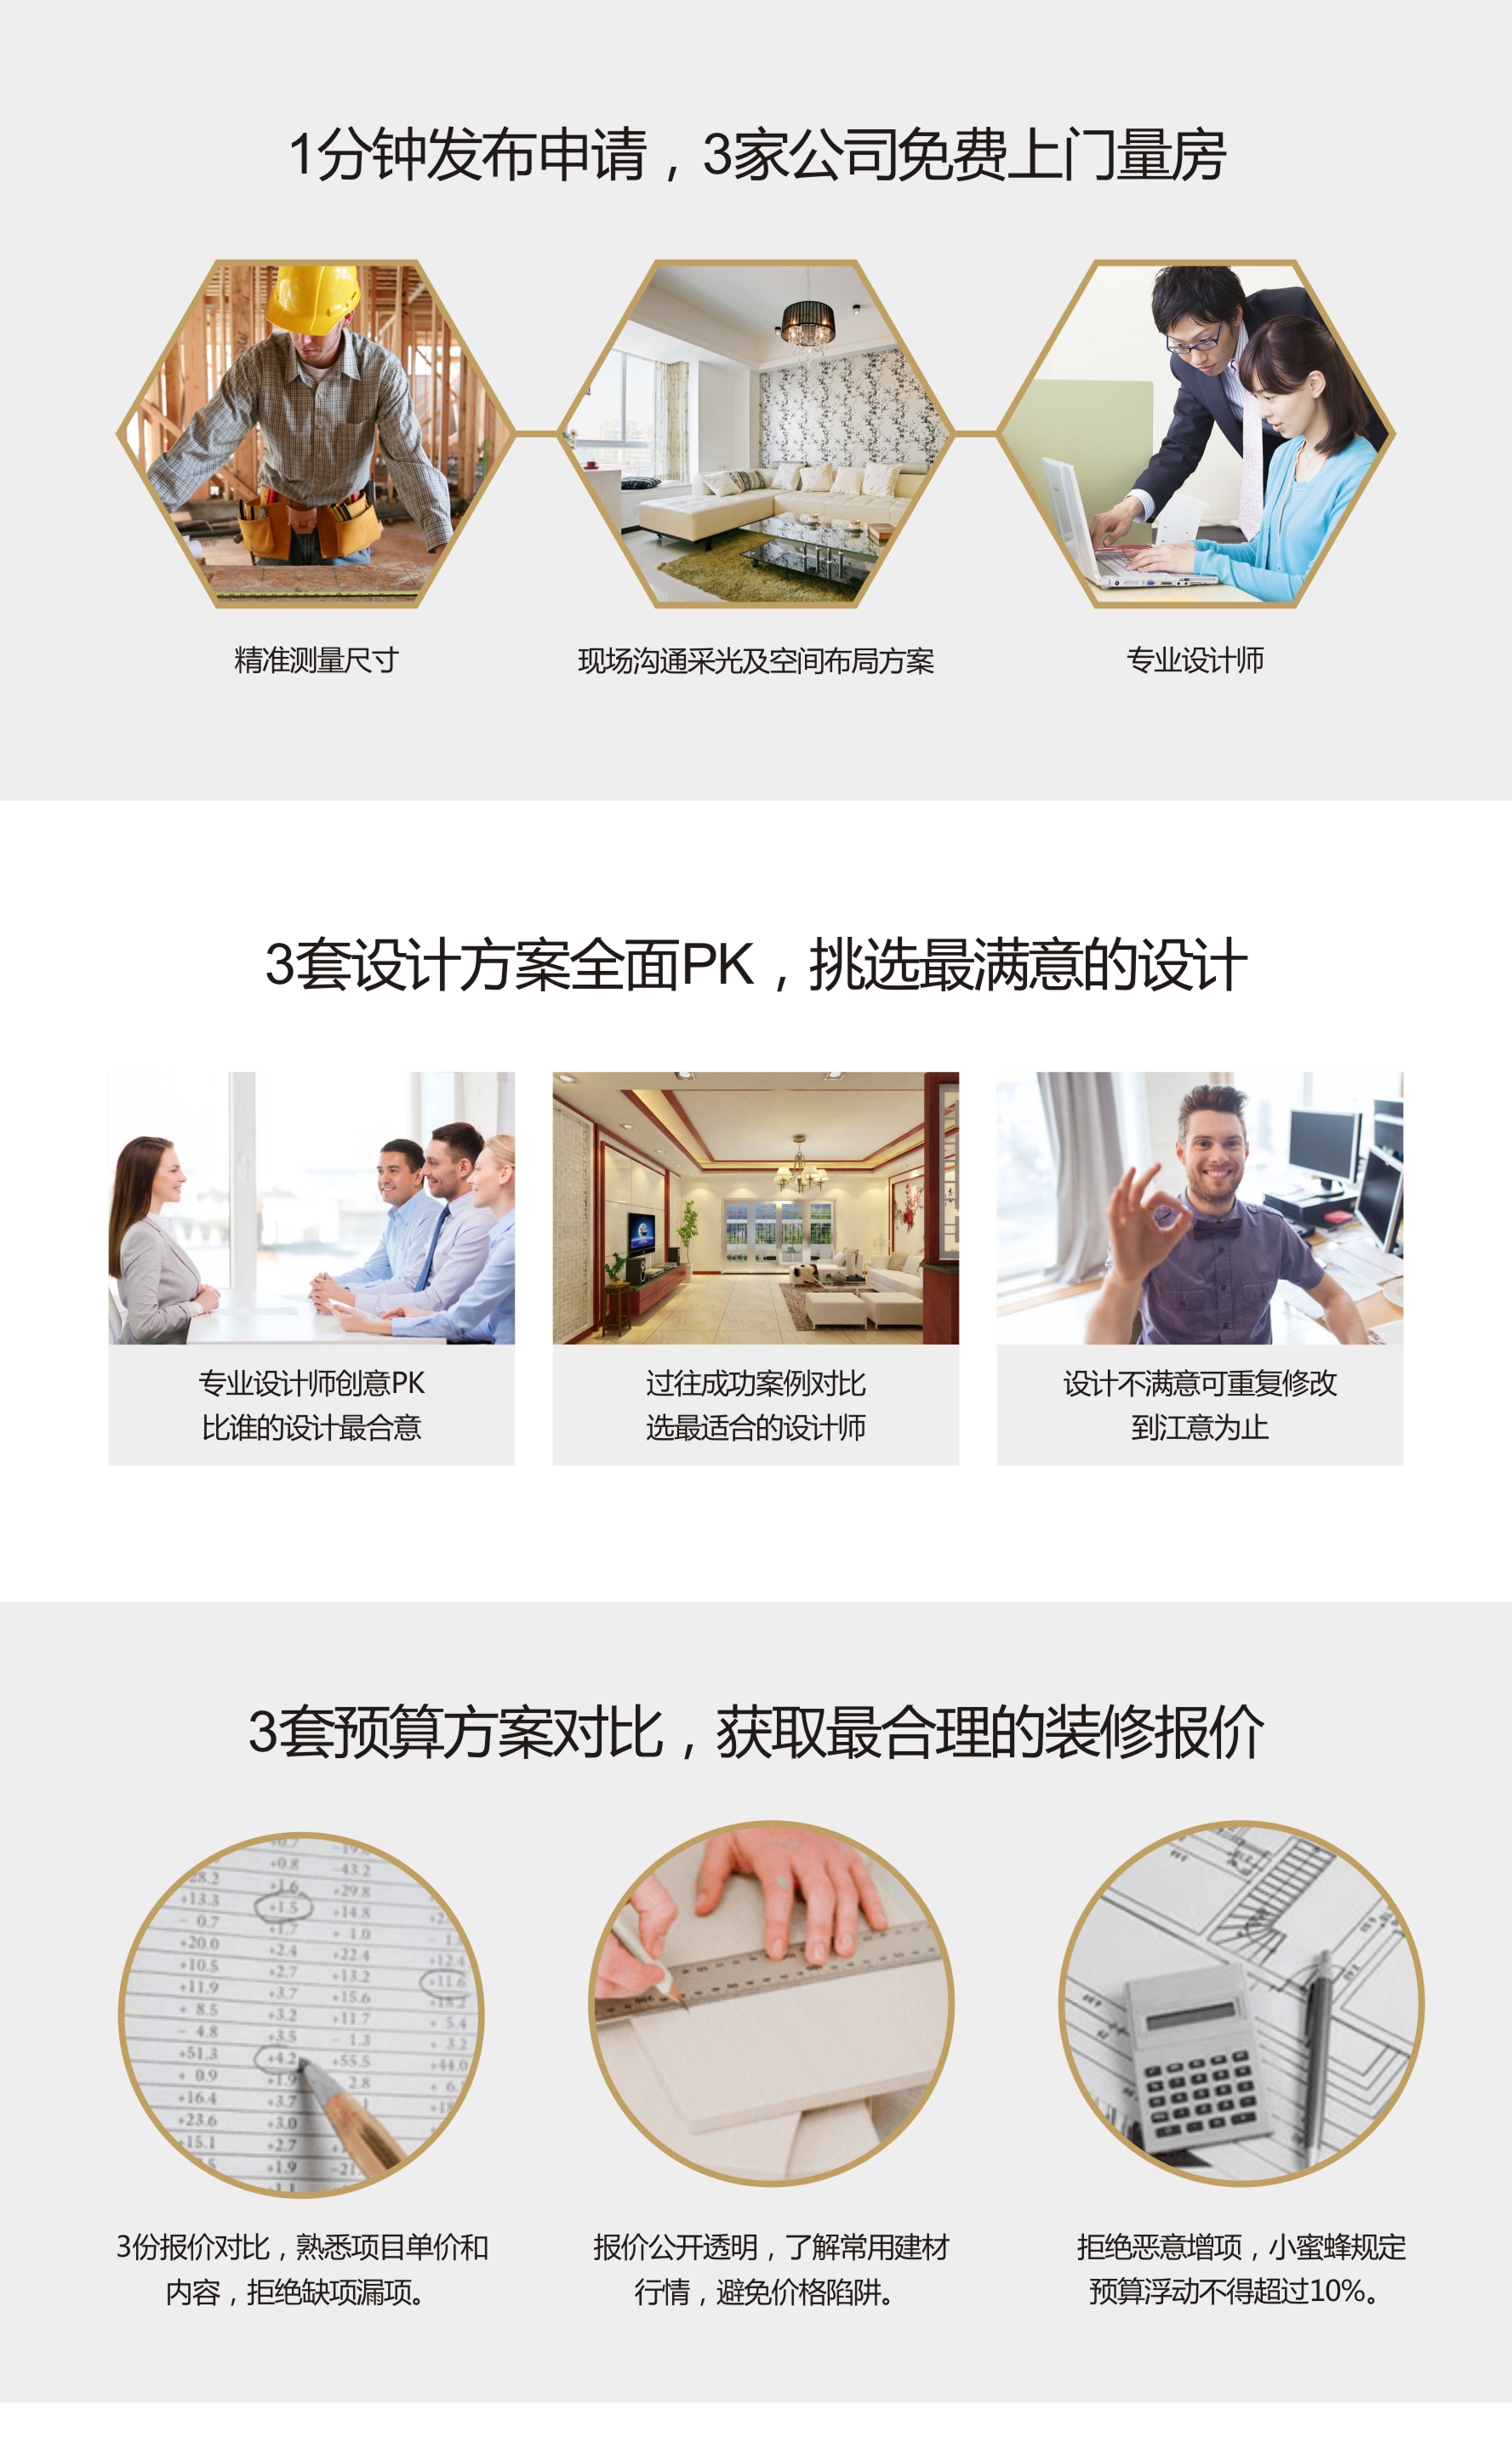 1分钟发布申请，3家公司免费上门量房
精准测量尺寸
现场沟通采光及空间布局方案
专业设计师
3套设计方案全面PK，挑选最满意的设计
专业设计师创意PK
比谁的设计最合意
过往成功案例对比
选最适合的设计师
设计不满意可重复修改
到江意为止
3套预算方案对比，获取最合理的装修报价
3份报价对比，熟悉项目单价和
内容，拒绝缺项漏项。
报价公开透明，了解常用建材
行情，避免价格陷阱。
拒绝恶意增项，小蜜蜂规定
预算浮动不得超过10%。